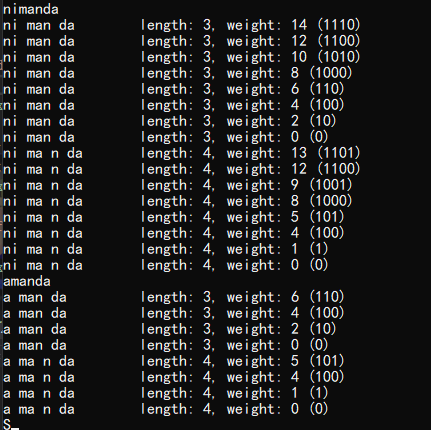 nimanda
ni man da length: 3, weight: 14 (1110)
ni man da length: 3, weight: 12 (1100)
ni man da length: 3, weight: 10 (1010)
ni man da length: 3, weight: 8 (1000)
ni man da length: 3, weight: 6 (110)
ni man da length: 3, weight: 4 (100)
ni man da length: 3, weight: 2 (10)
ni man da length: 3, weight: 0 (0)
ni ma n da length: 4, weight: 13 (1101)
ni ma n da length: 4, weight: 12 (1100)
ni ma n da length: 4, weight: 9 (1001)
ni ma n da length: 4, weight: 8 (1000)
ni ma n da length: 4, weight: 5 (101)
ni ma n da length: 4, weight: 4 (100)
ni ma n da length: 4, weight: 1 (1)
ni ma n da length: 4, weight: 0 (0)
amanda
a man da length: 3, weight: 6 (110)
a man da length: 3, weight: 4 (100)
a man da length: 3, weight: 2 (10)
a man da length: 3, weight: 0 (0)
a ma n da length: 4, weight: 5 (101)
a ma n da length: 4, weight: 4 (100)
a ma n da length: 4, weight: 1 (1)
a ma n da length: 4, weight: 0 (0)
S